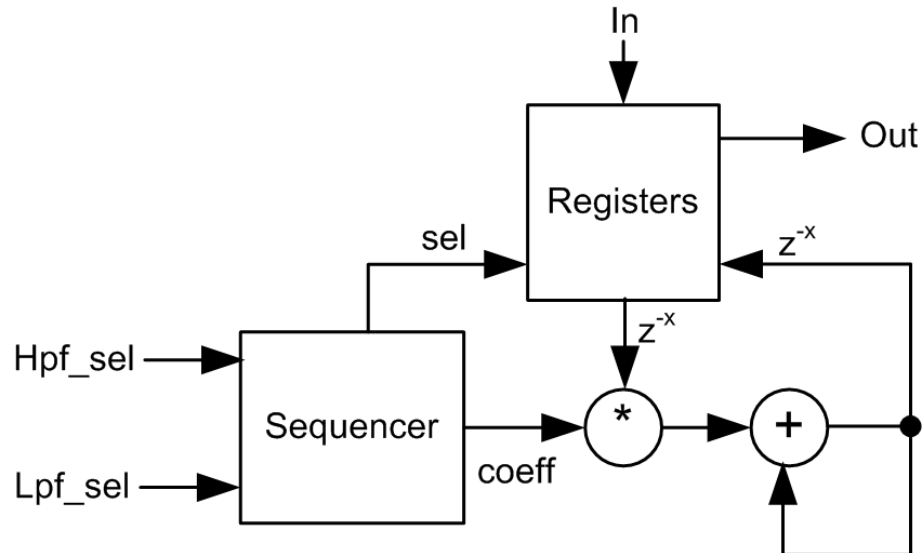 In
Out
Registers
sel
z⁻ˣ
z⁻ˣ
Hpf_sel
*
Sequencer
+
coeff
Lpf_sel